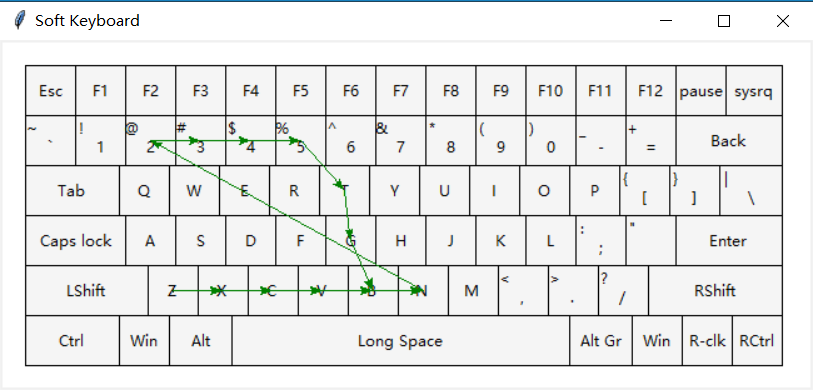 Soft Keyboard
Esc F1 F2 F3 F4 F5 F6 F7 F8 F9 F10 F11 F12 pause sysrq
~ ` ! 1 @ 2 # 3 $ 4 % 5 ^ 6 & 7 * 8 ( 9 ) 0 _ - + = Back
Tab Q W E R T Y U I O P { [ } ] | \
Caps lock A S D F G H J K L : ; " Enter
LShift Z X C V B N M < , > . ? / RShift
Ctrl Win Alt Long Space Alt Gr Win R-clk RCtrl